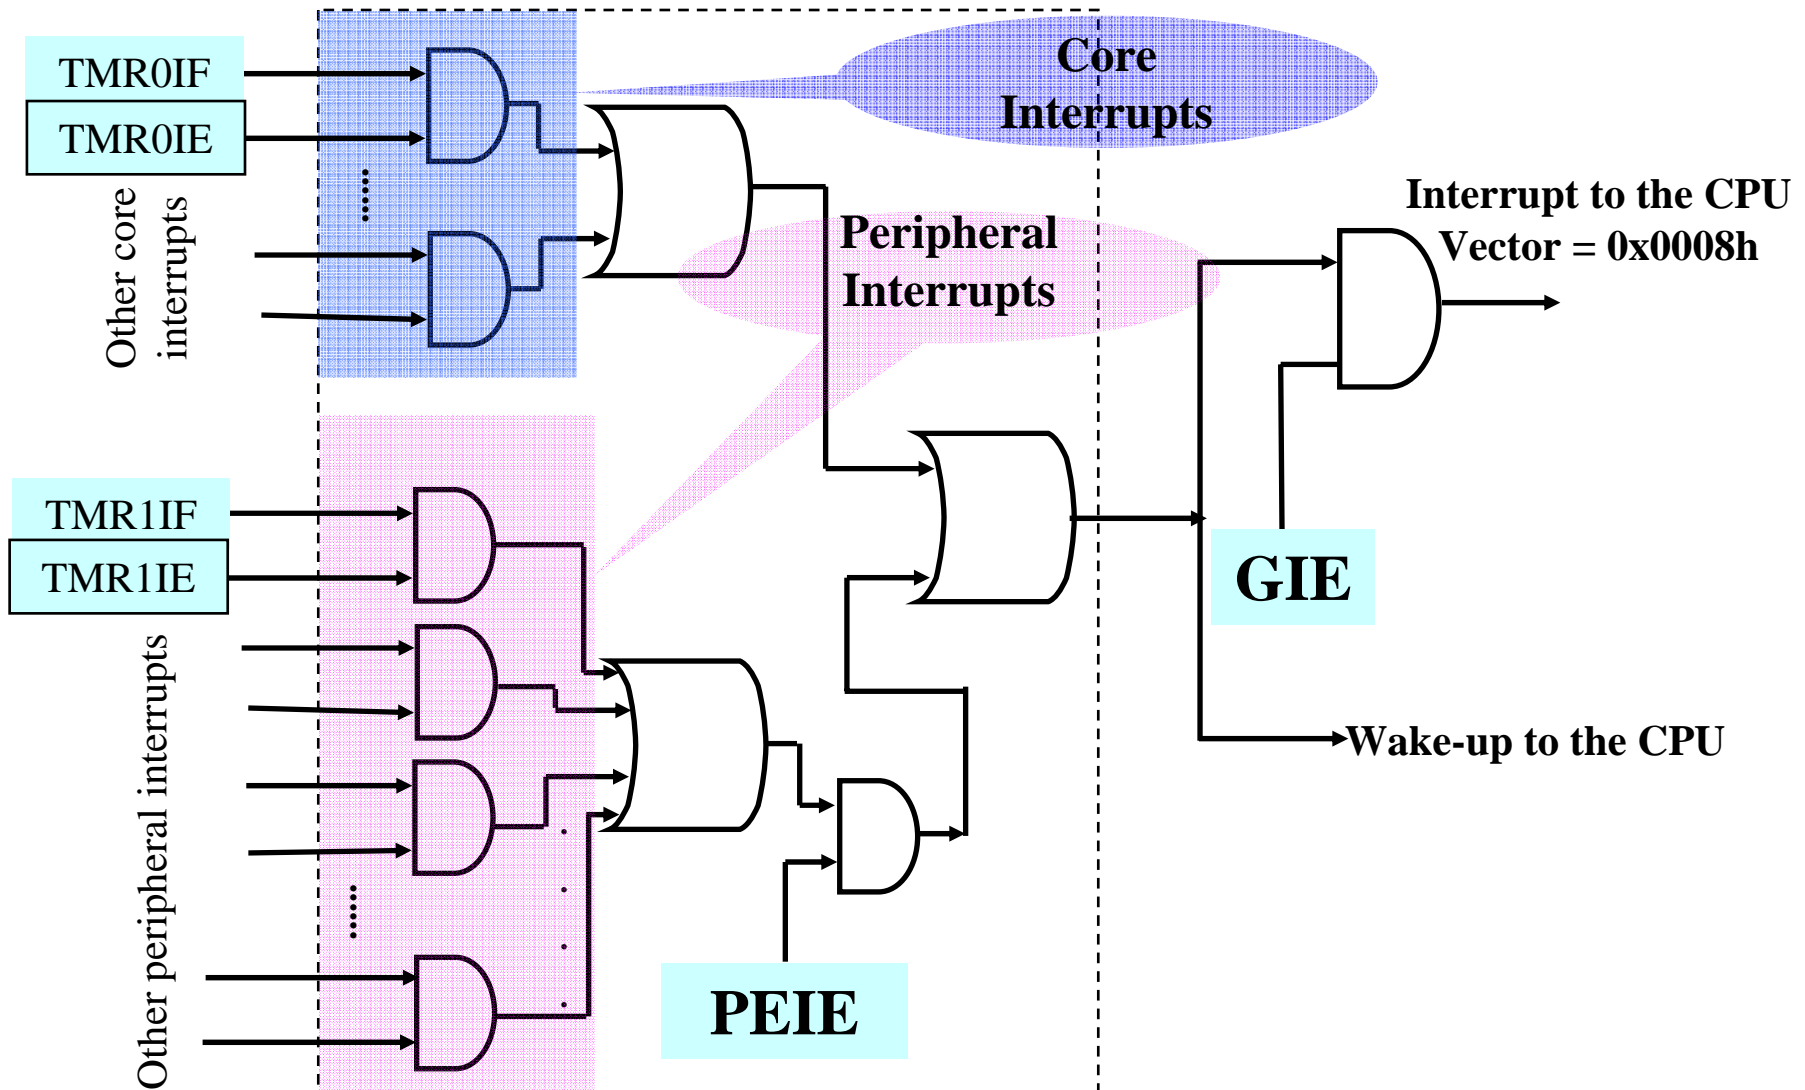 TMR0IF
TMR0IE
Other core
interrupts
Core
Interrupts
Peripheral
Interrupts
Interrupt to the CPU
Vector = 0x0008h
TMR1IF
TMR1IE
Other peripheral interrupts
GIE
Wake-up to the CPU
PEIE